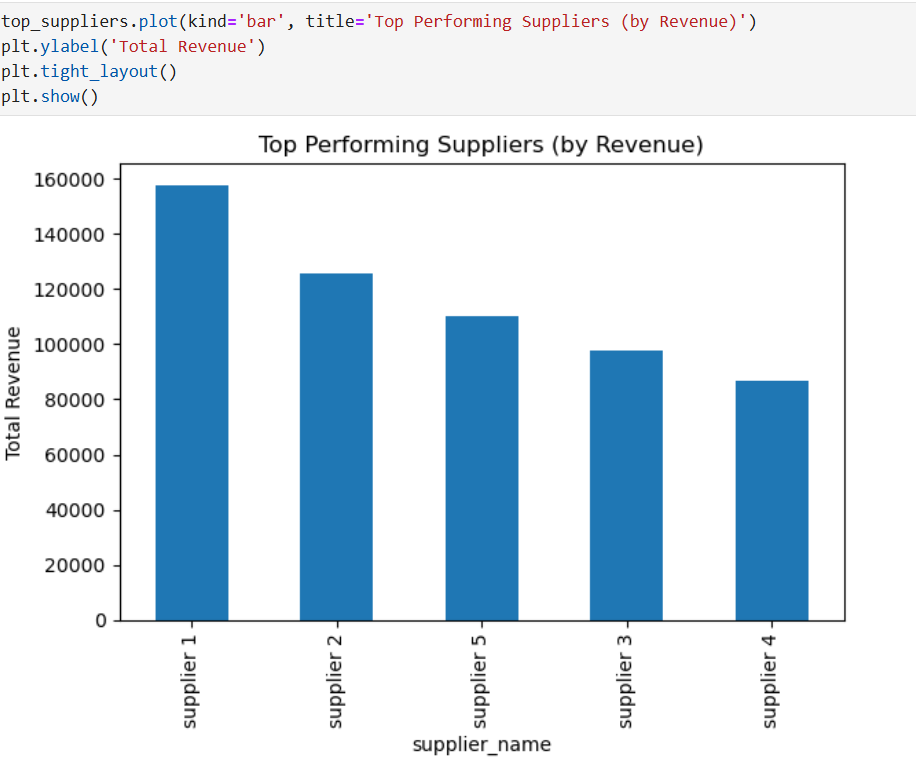 top_suppliers.plot(kind='bar', title='Top Performing Suppliers (by Revenue)')
plt.ylabel('Total Revenue')
plt.tight_layout()
plt.show()
Top Performing Suppliers (by Revenue)
160000
140000
120000
100000
80000
60000
40000
20000
0
Total Revenue
supplier 1
supplier 2
supplier 5
supplier 3
supplier 4
supplier_name